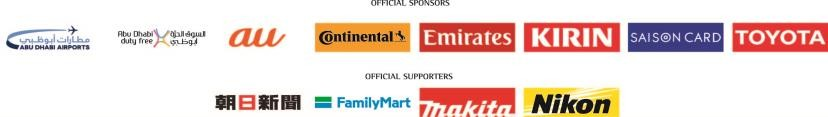 OFFICIAL SPONSORS
مطارات أبوظبي
ABU DHABI AIRPORTS
Abu Dhabi duty free السوق الحرة أبوظبي
au
Continental
Emirates
KIRIN
SAISON CARD
TOYOTA
OFFICIAL SUPPORTERS
朝日新聞
FamilyMart
makita
Nikon